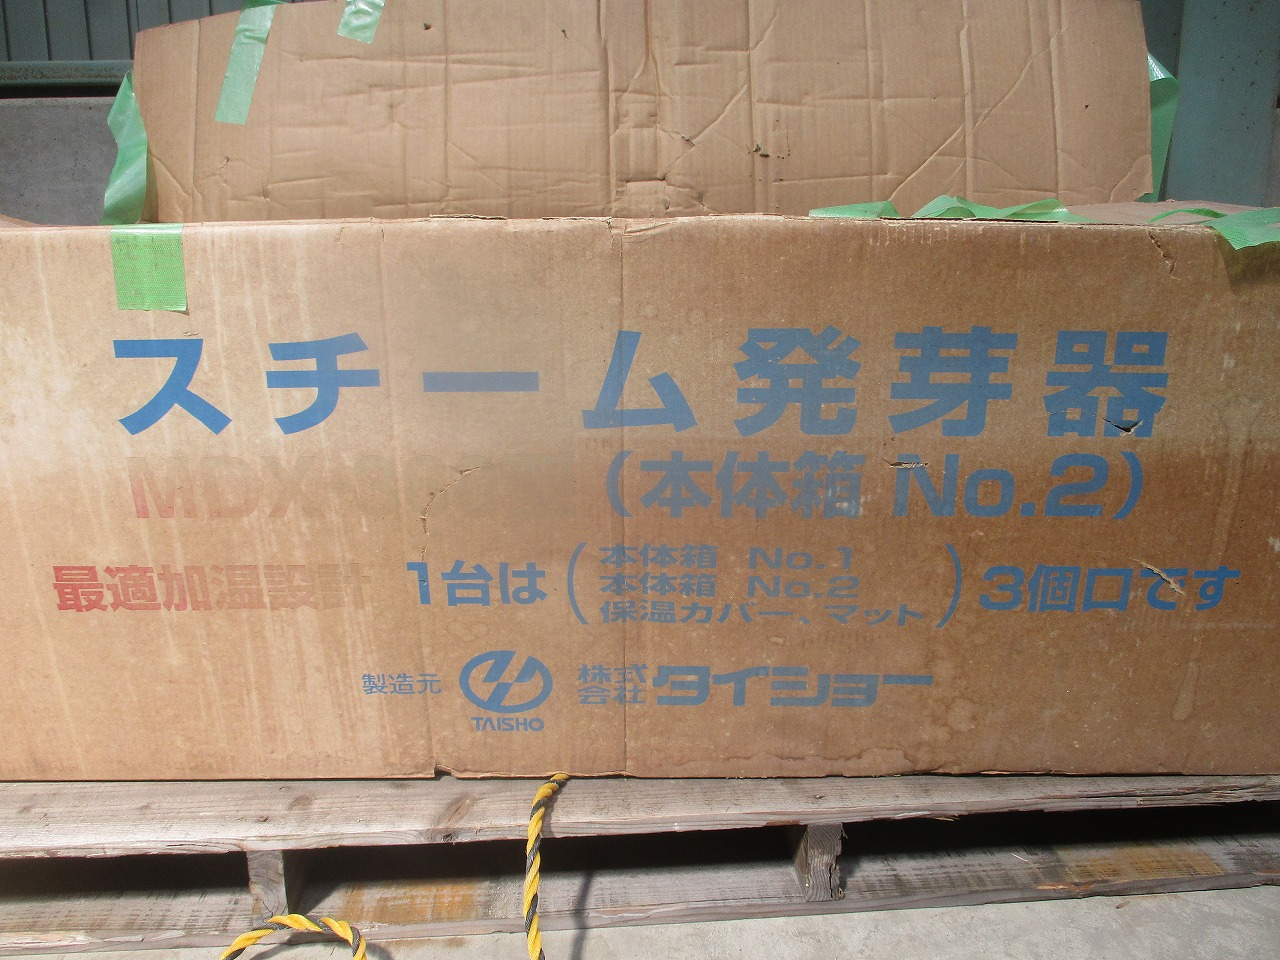 スチーム発芽器
(本体箱 No.2)
最適加温設計 1台は
(本体箱 No.1
本体箱 No.2
保温カバー、マット)
3個口です
製造元 TAISHO 株式会社 タイショー